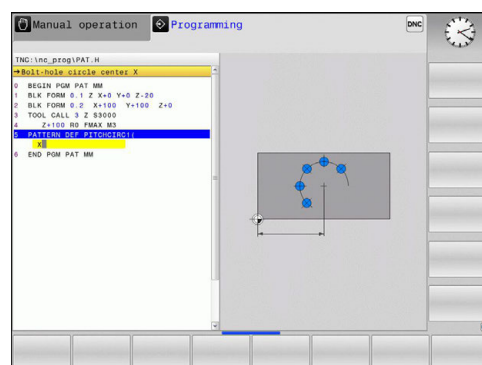 Manual operation
Programming
DNC
TNC:\nc_prog\PAT.H
→Bolt-hole circle center X
0 BEGIN PGM PAT MM
1 BLK FORM 0.1 Z X+0 Y+0 Z-20
2 BLK FORM 0.2 X+100 Y+100 Z+0
3 TOOL CALL 3 Z S3000
4 Z+100 R0 FMAX M3
5 PATTERN DEF PITCHCIRC1(
X
6 END PGM PAT MM